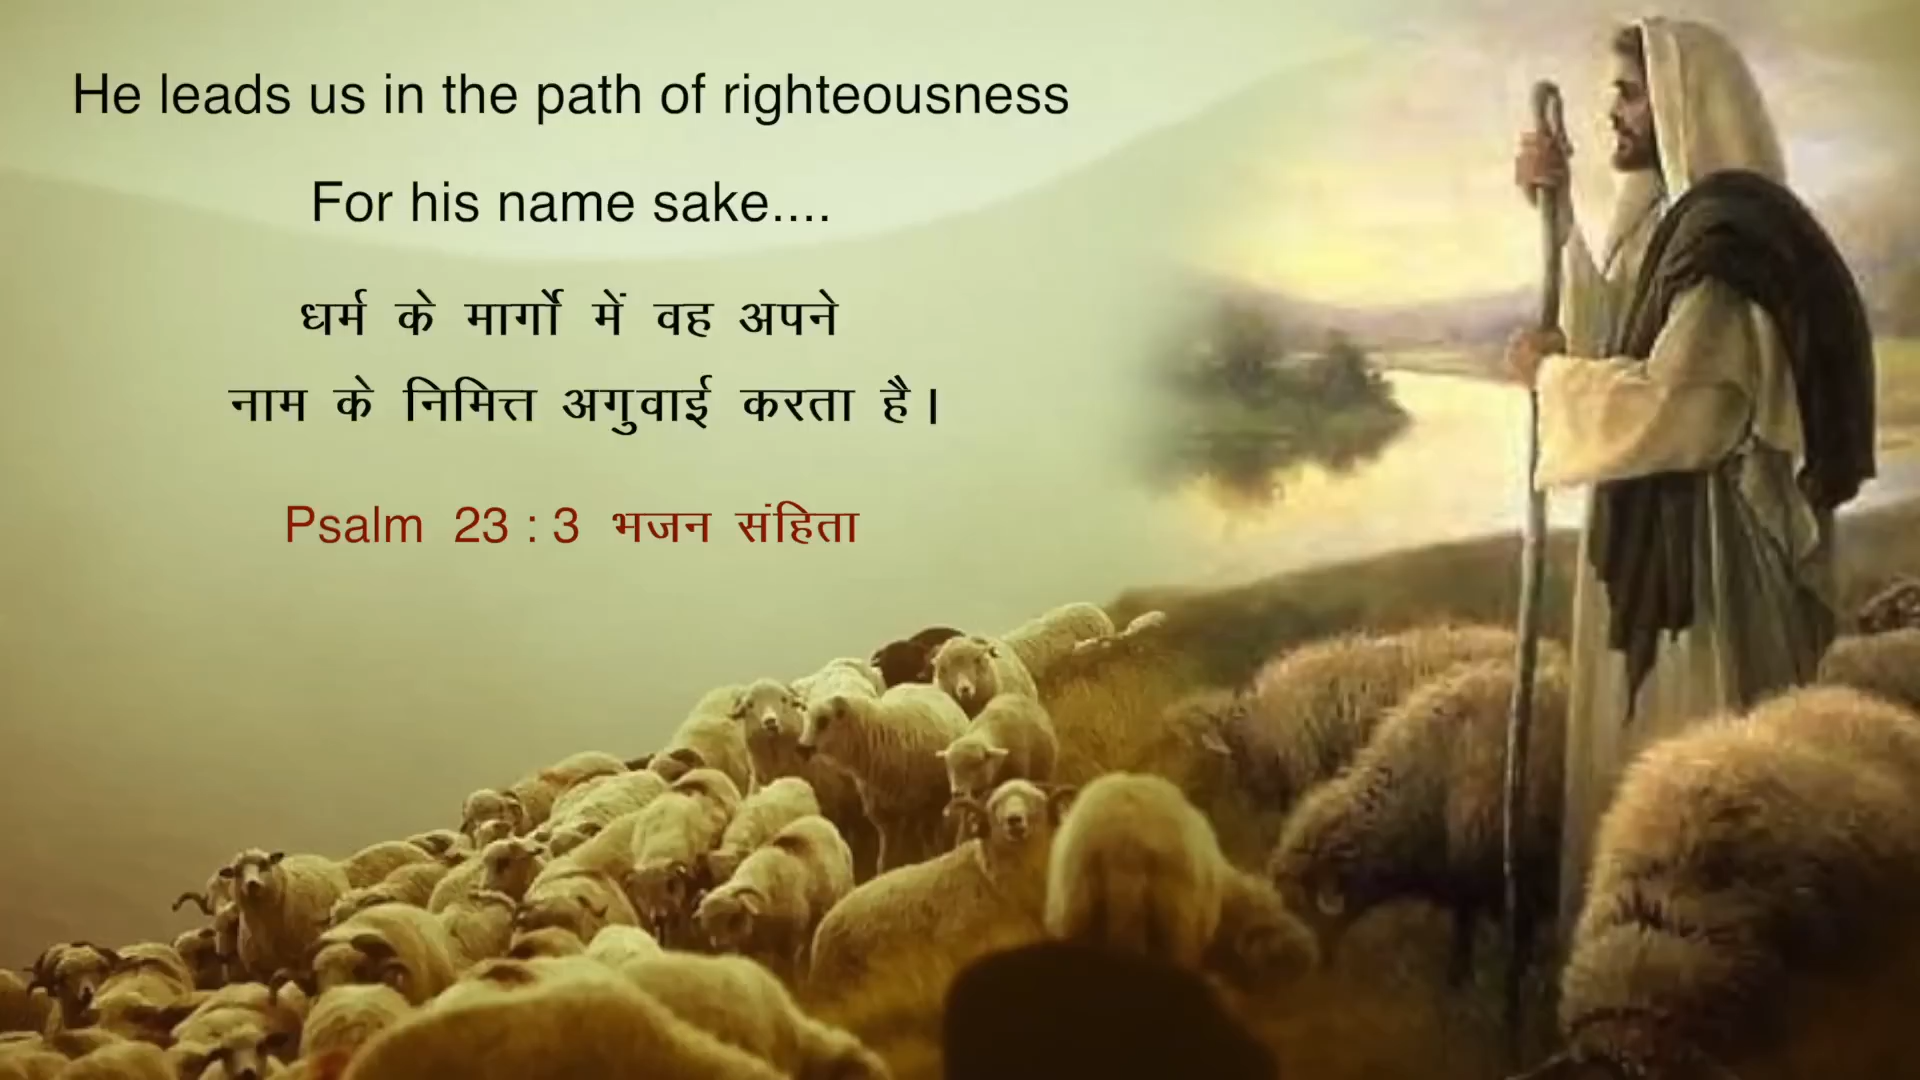 He leads us in the path of righteousness
For his name sake....
धर्म के मार्गो में वह अपने
नाम के निमित्त अगुवाई करता है।
Psalm 23 : 3 भजन संहिता